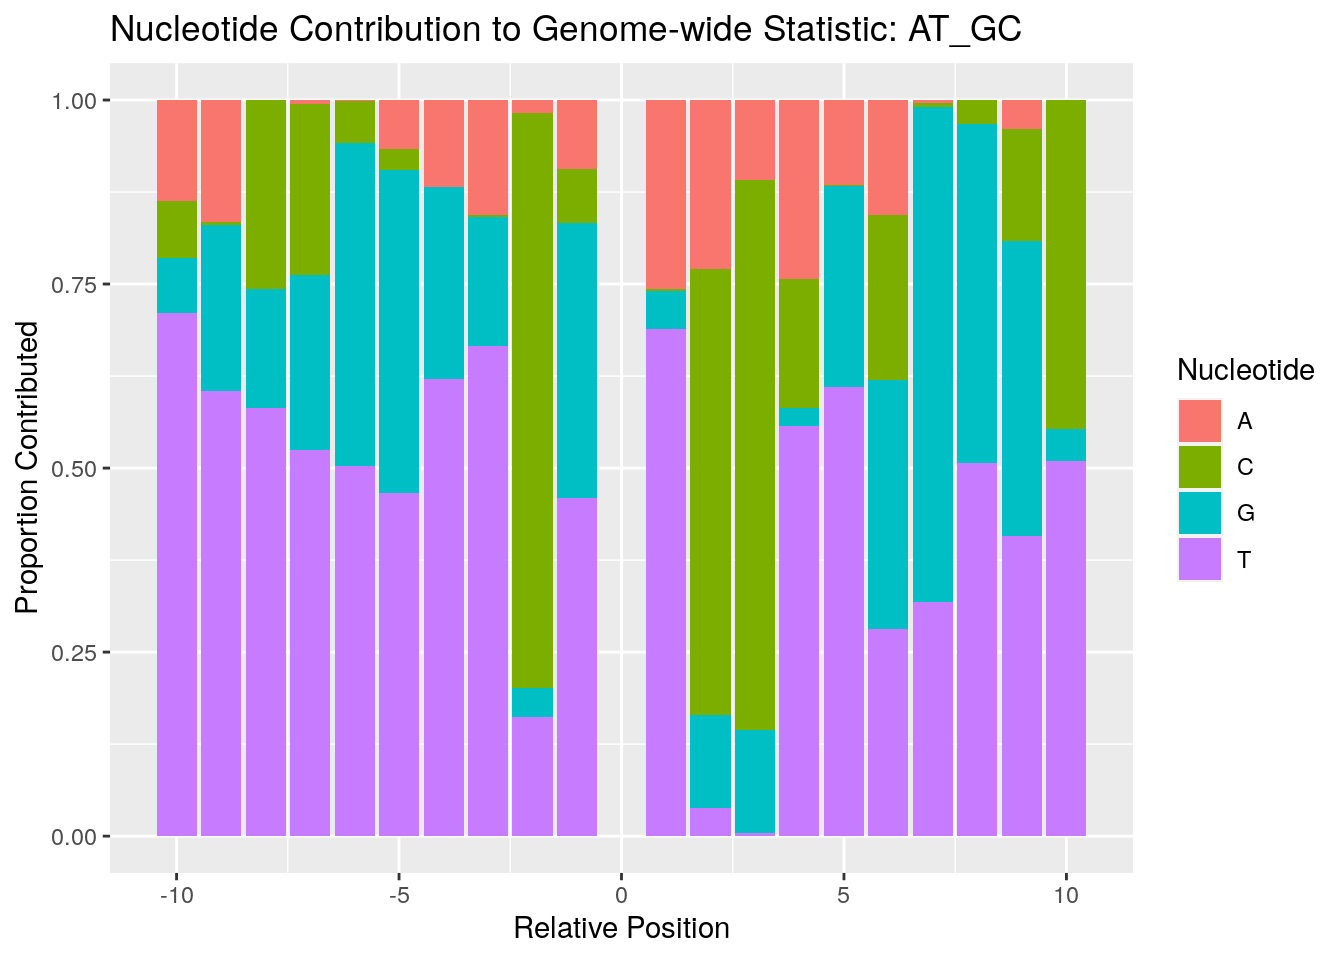 Nucleotide Contribution to Genome-wide Statistic: AT_GC
1.00
0.75
0.50
0.25
0.00
Proportion Contributed
-10
-5
0
5
10
Relative Position
Nucleotide
A
C
G
T